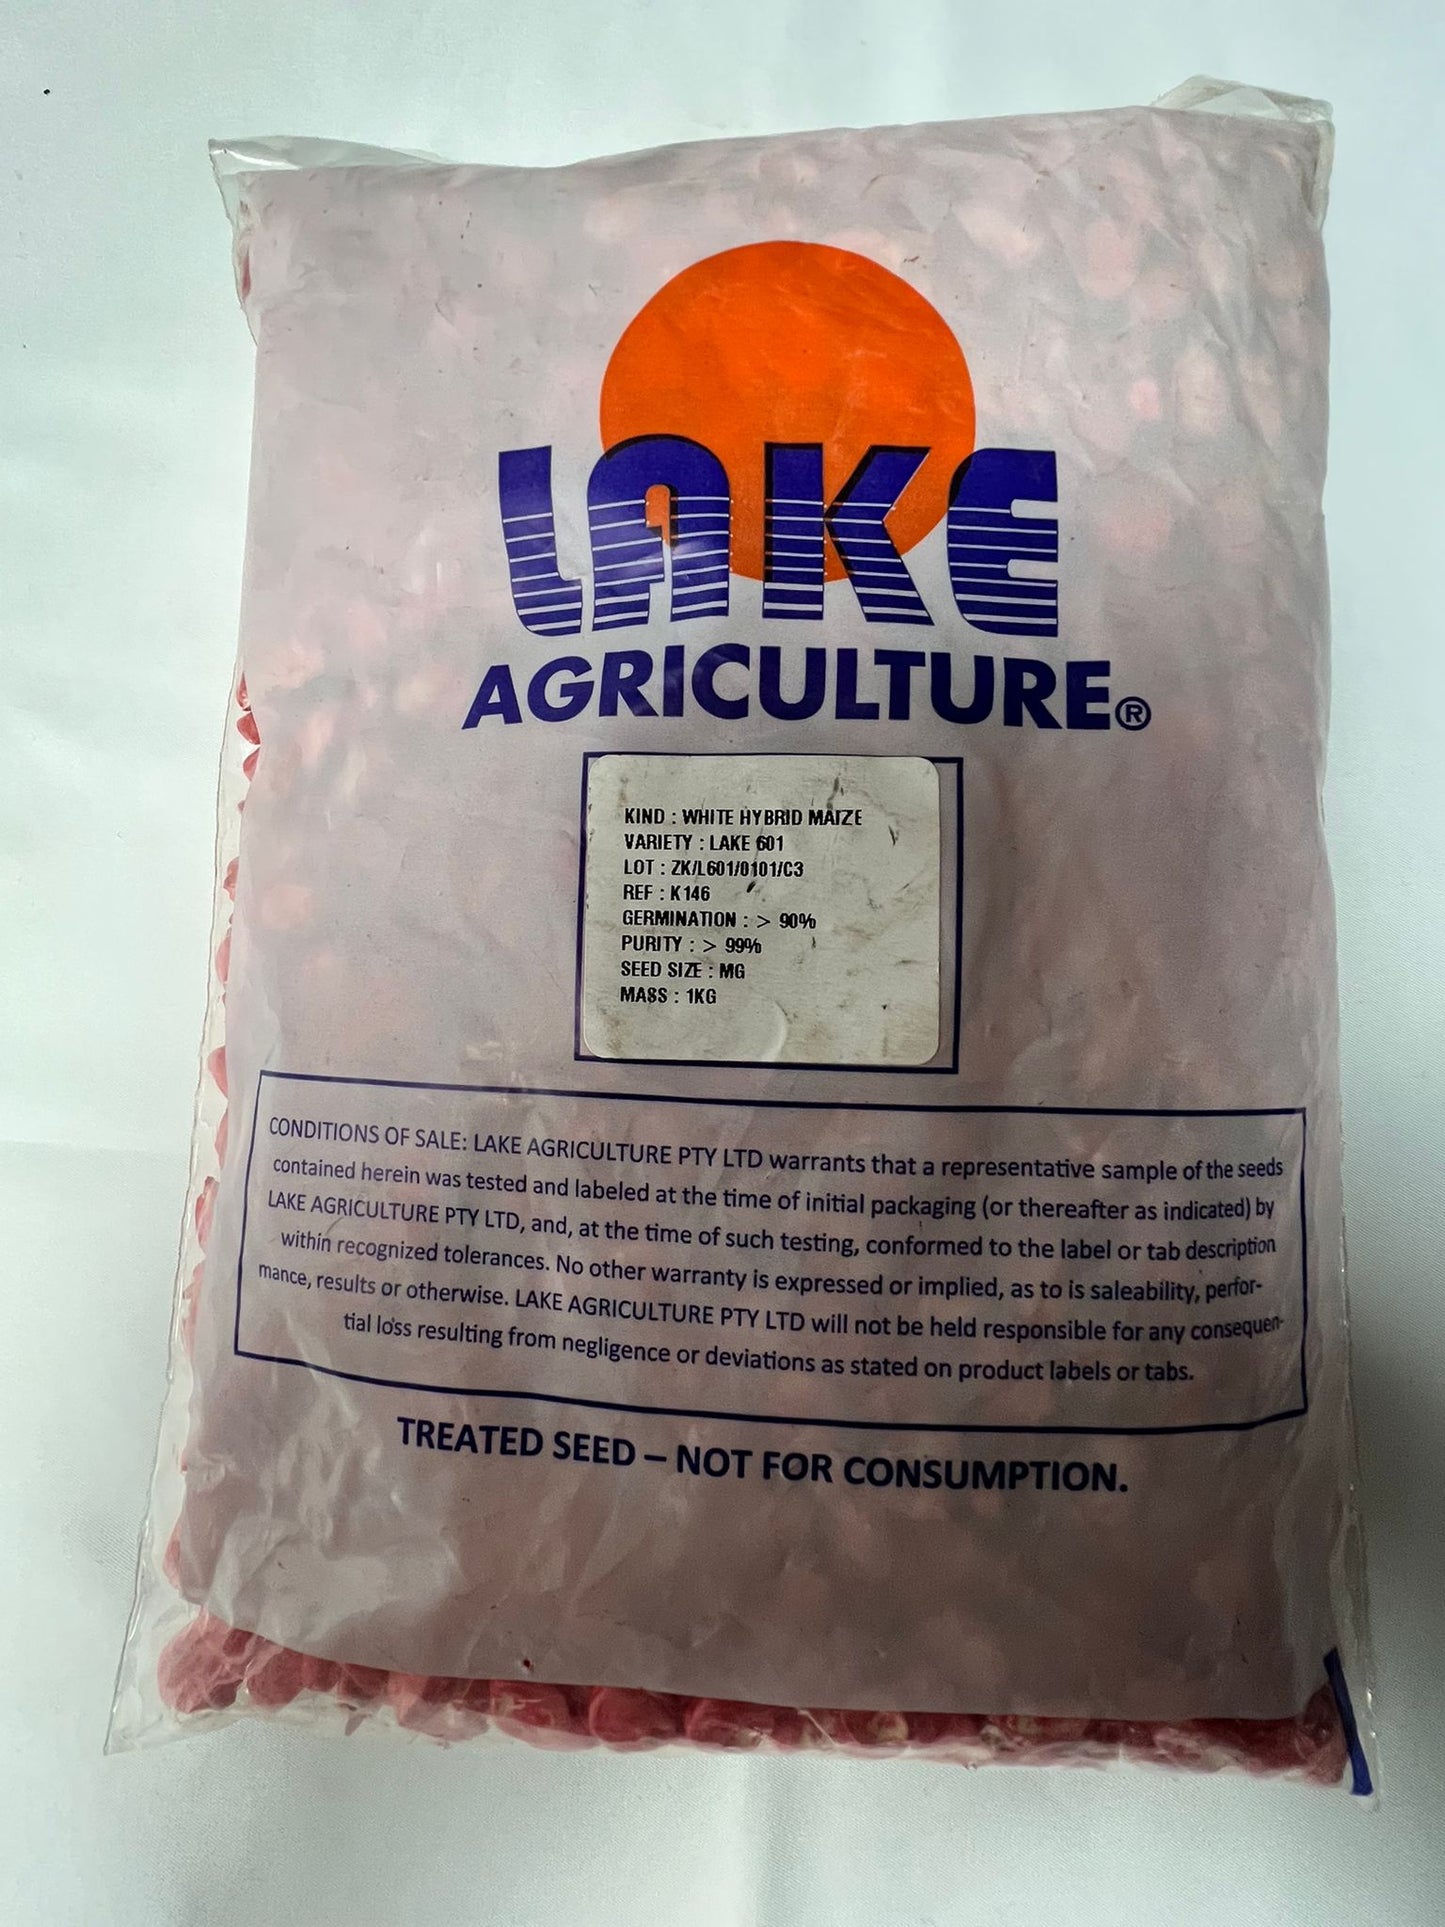 LAKE
AGRICULTURE®
KIND : WHITE HYBRID MAIZE
VARIETY : LAKE 601
LOT : ZK/L601/0101/C3
REF : K146
GERMINATION : > 90%
PURITY : > 99%
SEED SIZE : MG
MASS : 1KG
CONDITIONS OF SALE: LAKE AGRICULTURE PTY LTD warrants that a representative sample of the seeds
contained herein was tested and labeled at the time of initial packaging (or thereafter as indicated) by
LAKE AGRICULTURE PTY LTD, and, at the time of such testing, conformed to the label or tab description
within recognized tolerances. No other warranty is expressed or implied, as to is saleability, perfor-
mance, results or otherwise. LAKE AGRICULTURE PTY LTD will not be held responsible for any consequen-
tial loss resulting from negligence or deviations as stated on product labels or tabs.
TREATED SEED – NOT FOR CONSUMPTION.